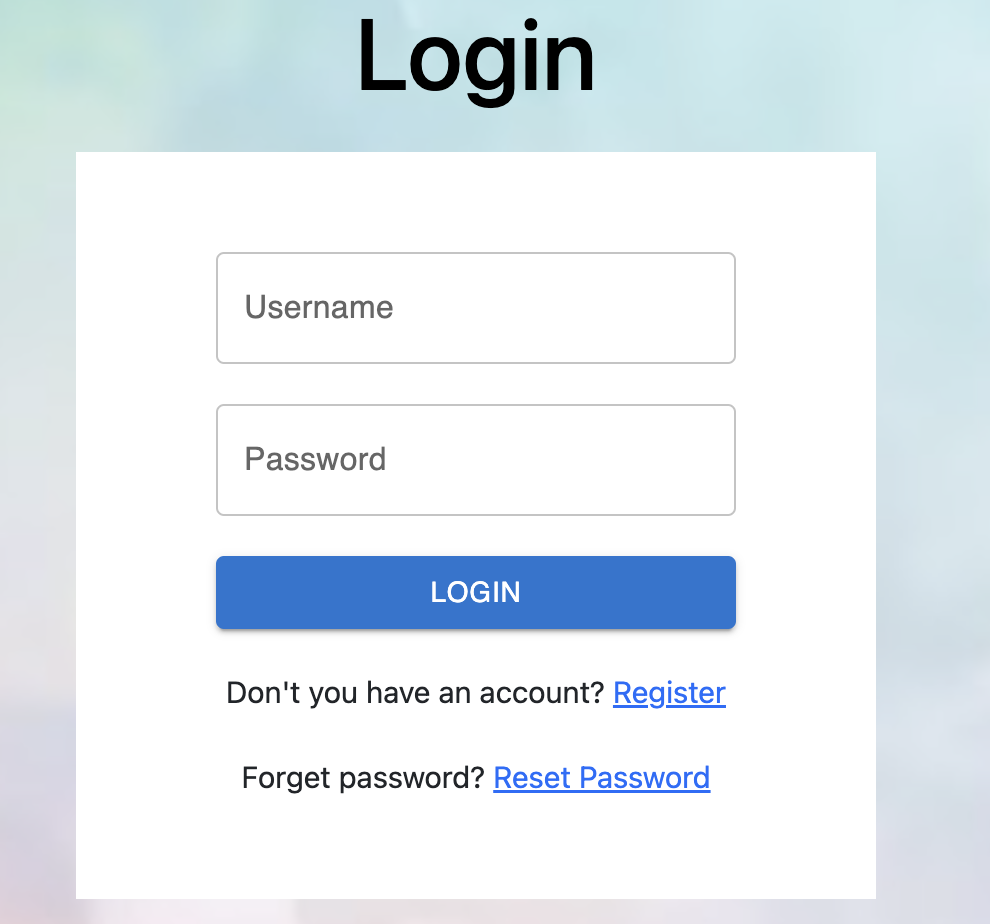 Login
Username
Password
LOGIN
Don't you have an account? Register
Forget password? Reset Password